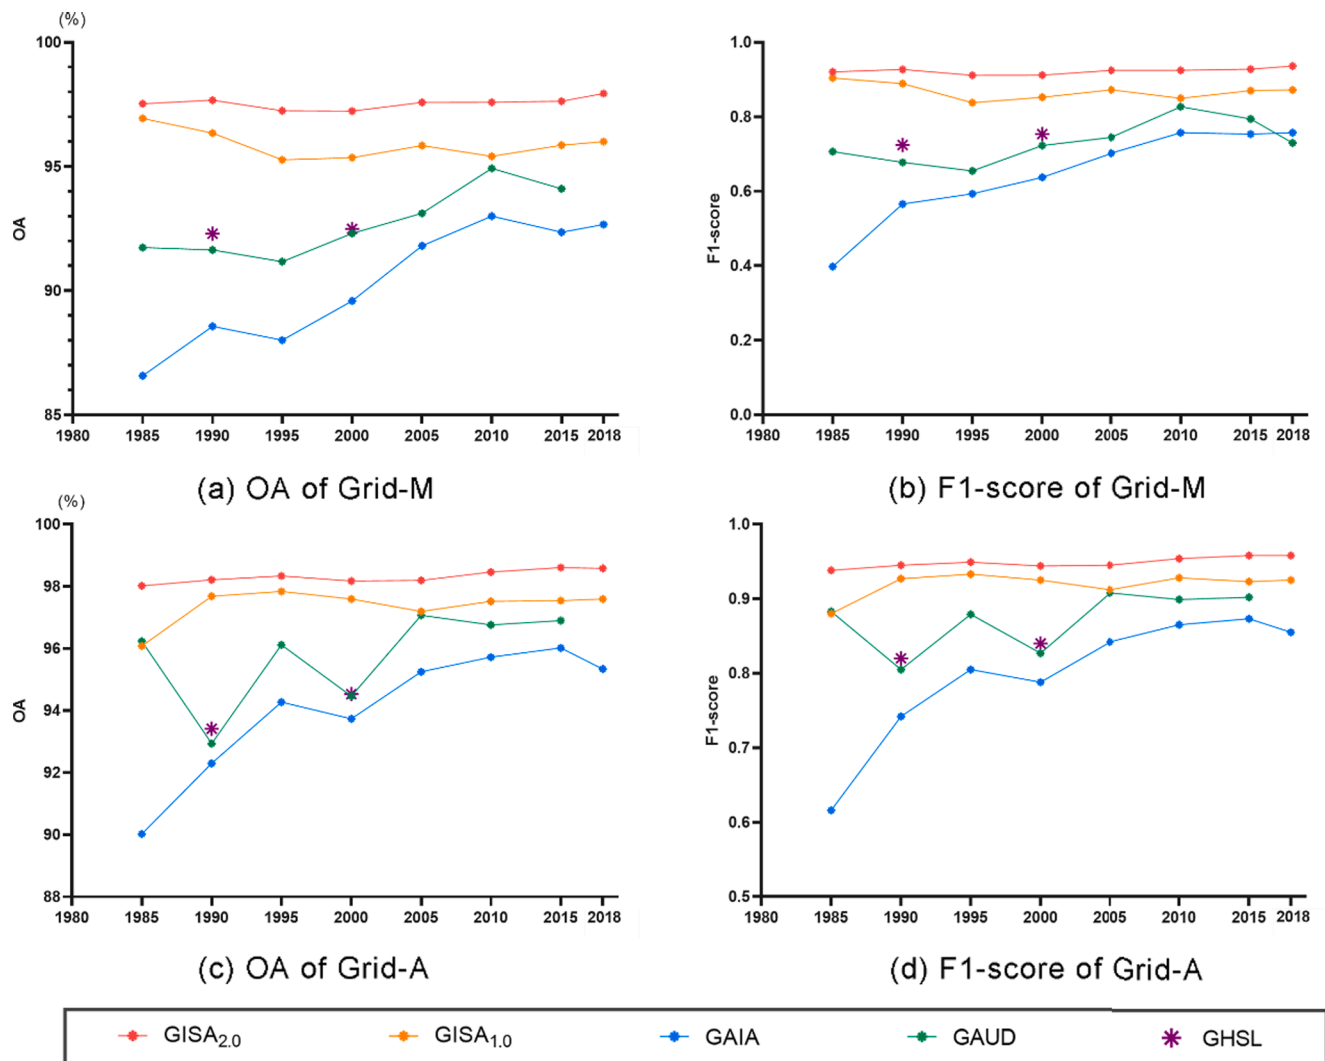 (%)
100
95
90
85
OA
1980 1985 1990 1995 2000 2005 2010 2015 2018
(a) OA of Grid-M
1.0
0.8
0.6
0.4
0.2
0.0
F1-score
1980 1985 1990 1995 2000 2005 2010 2015 2018
(b) F1-score of Grid-M
(%)
100
98
96
94
92
90
88
OA
1980 1985 1990 1995 2000 2005 2010 2015 2018
(c) OA of Grid-A
1.0
0.9
0.8
0.7
0.6
0.5
F1-score
1980 1985 1990 1995 2000 2005 2010 2015 2018
(d) F1-score of Grid-A
GISA2.0 GISA1.0 GAIA GAUD GHSL